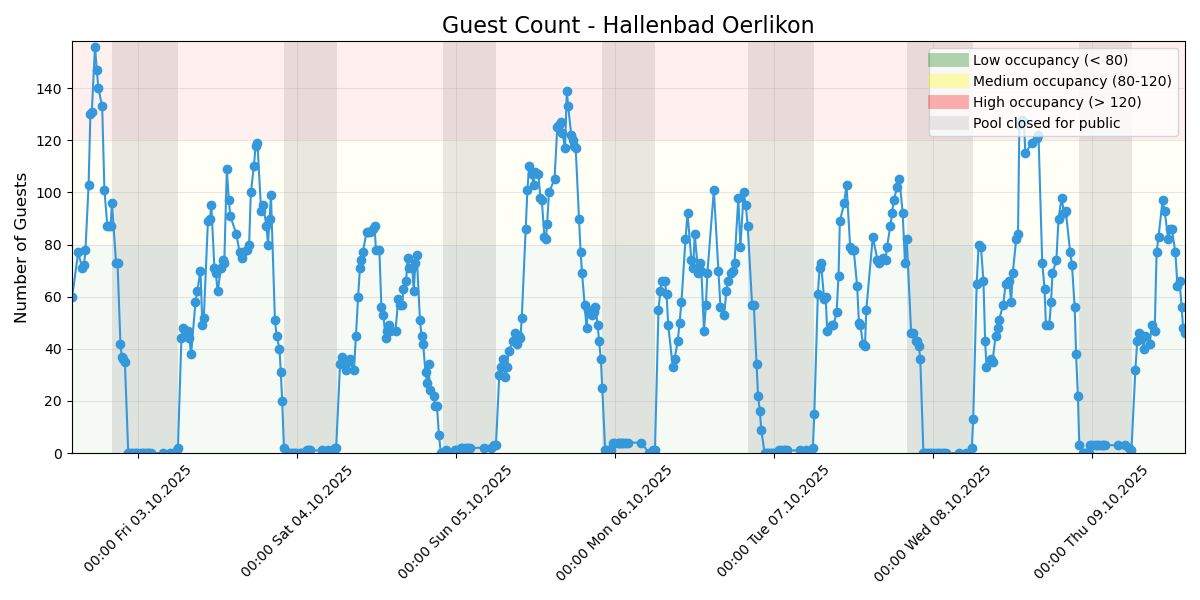 Guest Count - Hallenbad Oerlikon
Number of Guests
140
120
100
80
60
40
20
0
Low occupancy (< 80)
Medium occupancy (80-120)
High occupancy (> 120)
Pool closed for public
00:00 Fri 03.10.2025
00:00 Sat 04.10.2025
00:00 Sun 05.10.2025
00:00 Mon 06.10.2025
00:00 Tue 07.10.2025
00:00 Wed 08.10.2025
00:00 Thu 09.10.2025